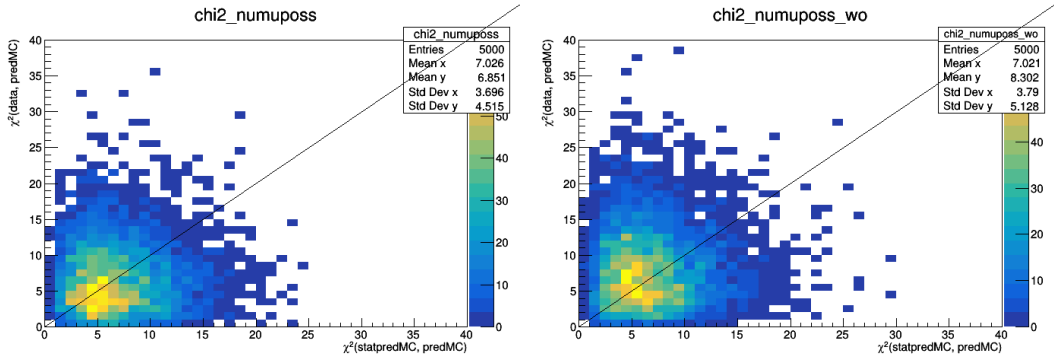 chi2_numuposs
chi2_numuposs
Entries 5000
Mean x 7.026
Mean y 6.851
Std Dev x 3.696
Std Dev y 4.515
χ²(data, predMC)
40
35
30
25
20
15
10
5
0
0 5 10 15 20 25 30 35 40
χ²(statpredMC, predMC)
50
40
30
20
10
0
chi2_numuposs_wo
chi2_numuposs_wo
Entries 5000
Mean x 7.021
Mean y 8.302
Std Dev x 3.79
Std Dev y 5.128
χ²(data, predMC)
40
35
30
25
20
15
10
5
0
0 5 10 15 20 25 30 35 40
χ²(statpredMC, predMC)
40
30
20
10
0